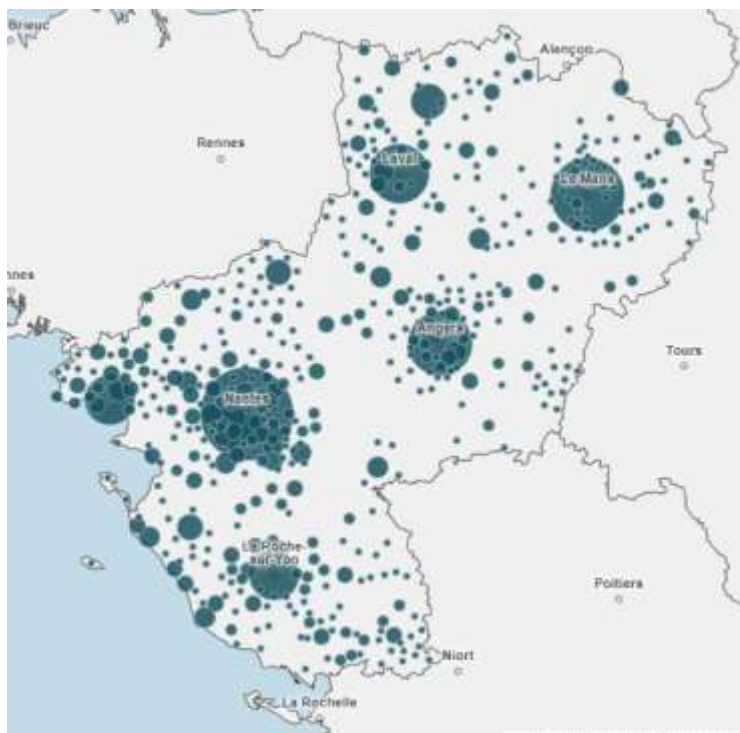 Brieuc
Alençon
Rennes
Laval
Le Mans
nnes
Angers
Tours
Nantes
La Roche-
sur-Yon
Poitiers
Niort
La Rochelle